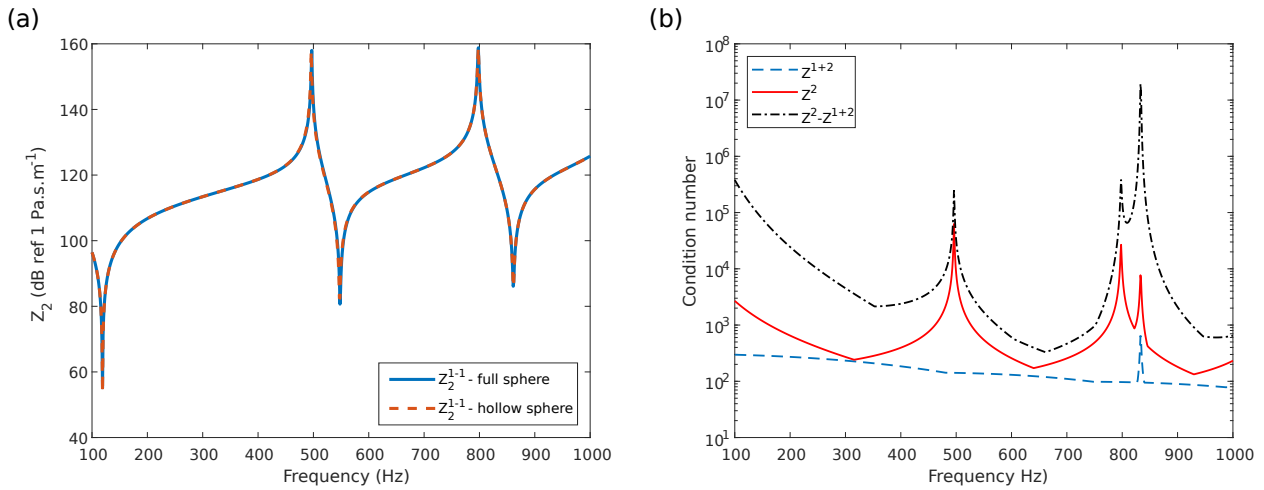 (a)
160
140
120
100
80
60
40
Z₂ (dB ref 1 Pa.s.m⁻¹)
100 200 300 400 500 600 700 800 900 1000
Frequency (Hz)
Z₂¹⁻¹ - full sphere
Z₂¹⁻¹ - hollow sphere
(b)
10⁸
10⁷
10⁶
10⁵
10⁴
10³
10²
10¹
Condition number
100 200 300 400 500 600 700 800 900 1000
Frequency Hz)
Z¹⁺²
Z²
Z²-Z¹⁺²